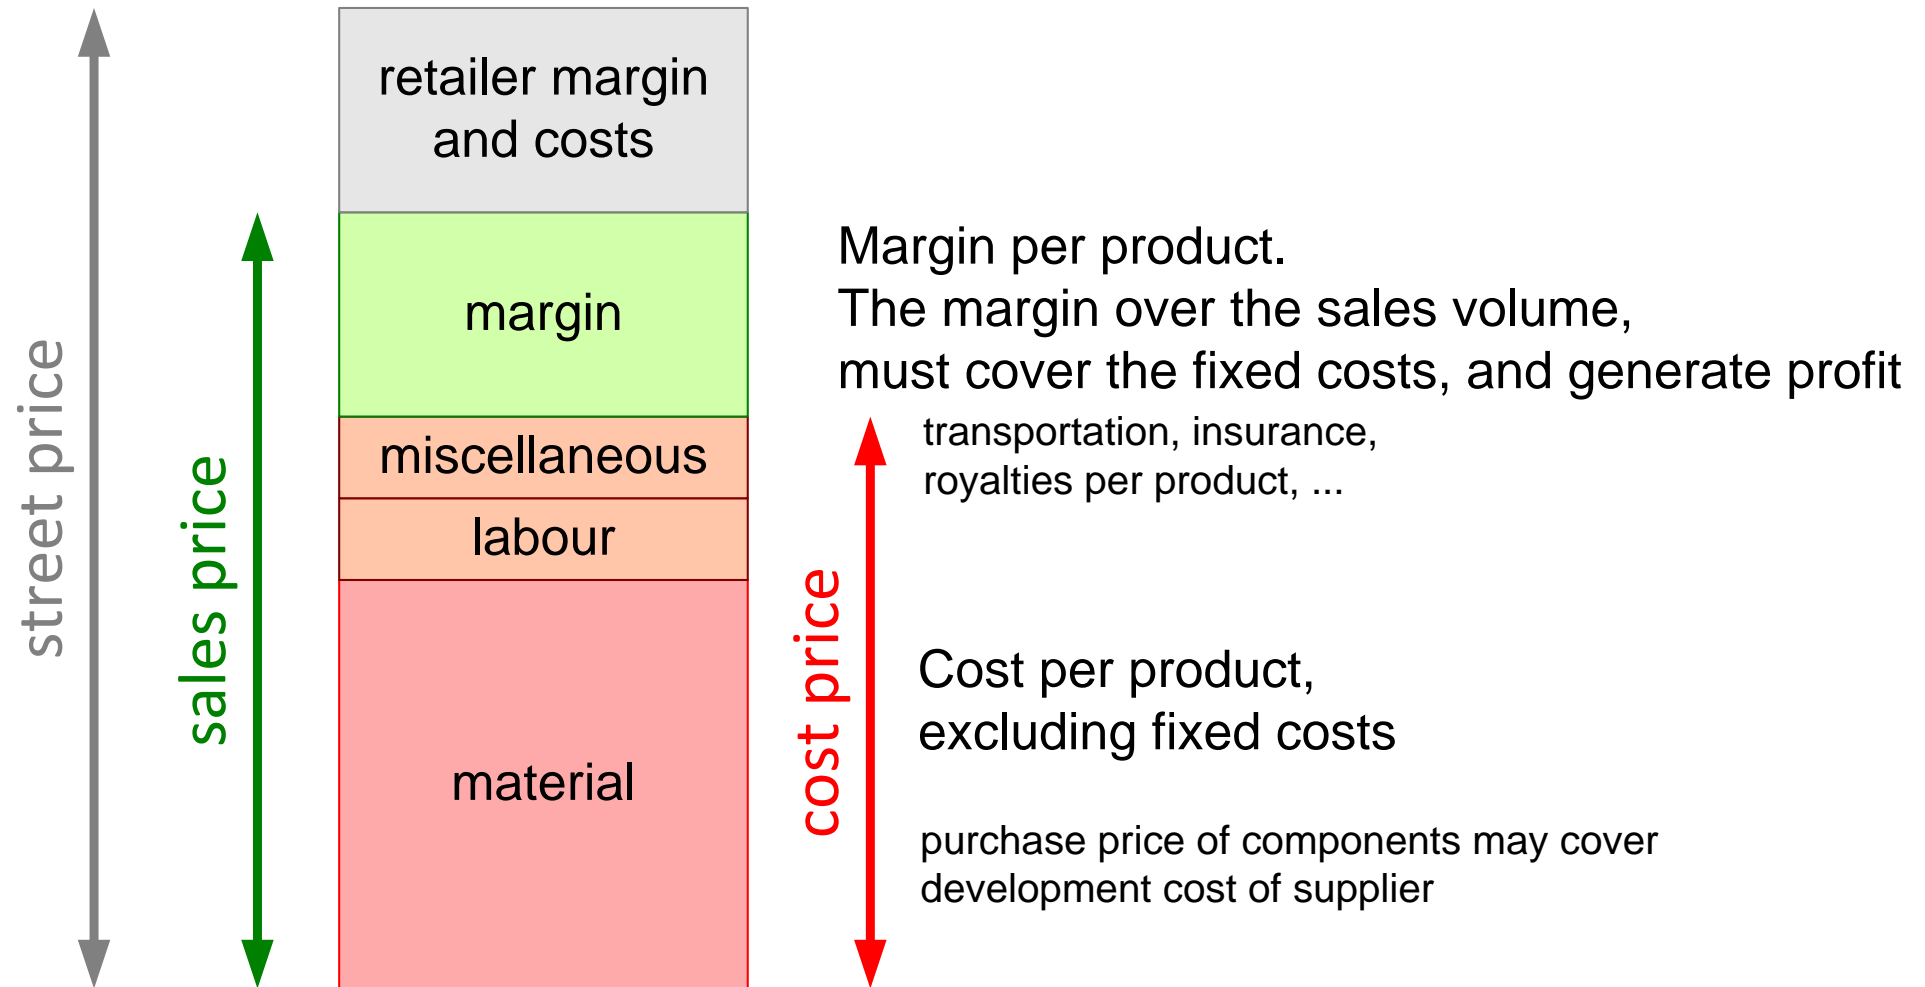 street price
sales price
retailer margin
and costs
margin
miscellaneous
labour
material
cost price
Margin per product.
The margin over the sales volume,
must cover the fixed costs, and generate profit
transportation, insurance,
royalties per product, ...
Cost per product,
excluding fixed costs
purchase price of components may cover
development cost of supplier